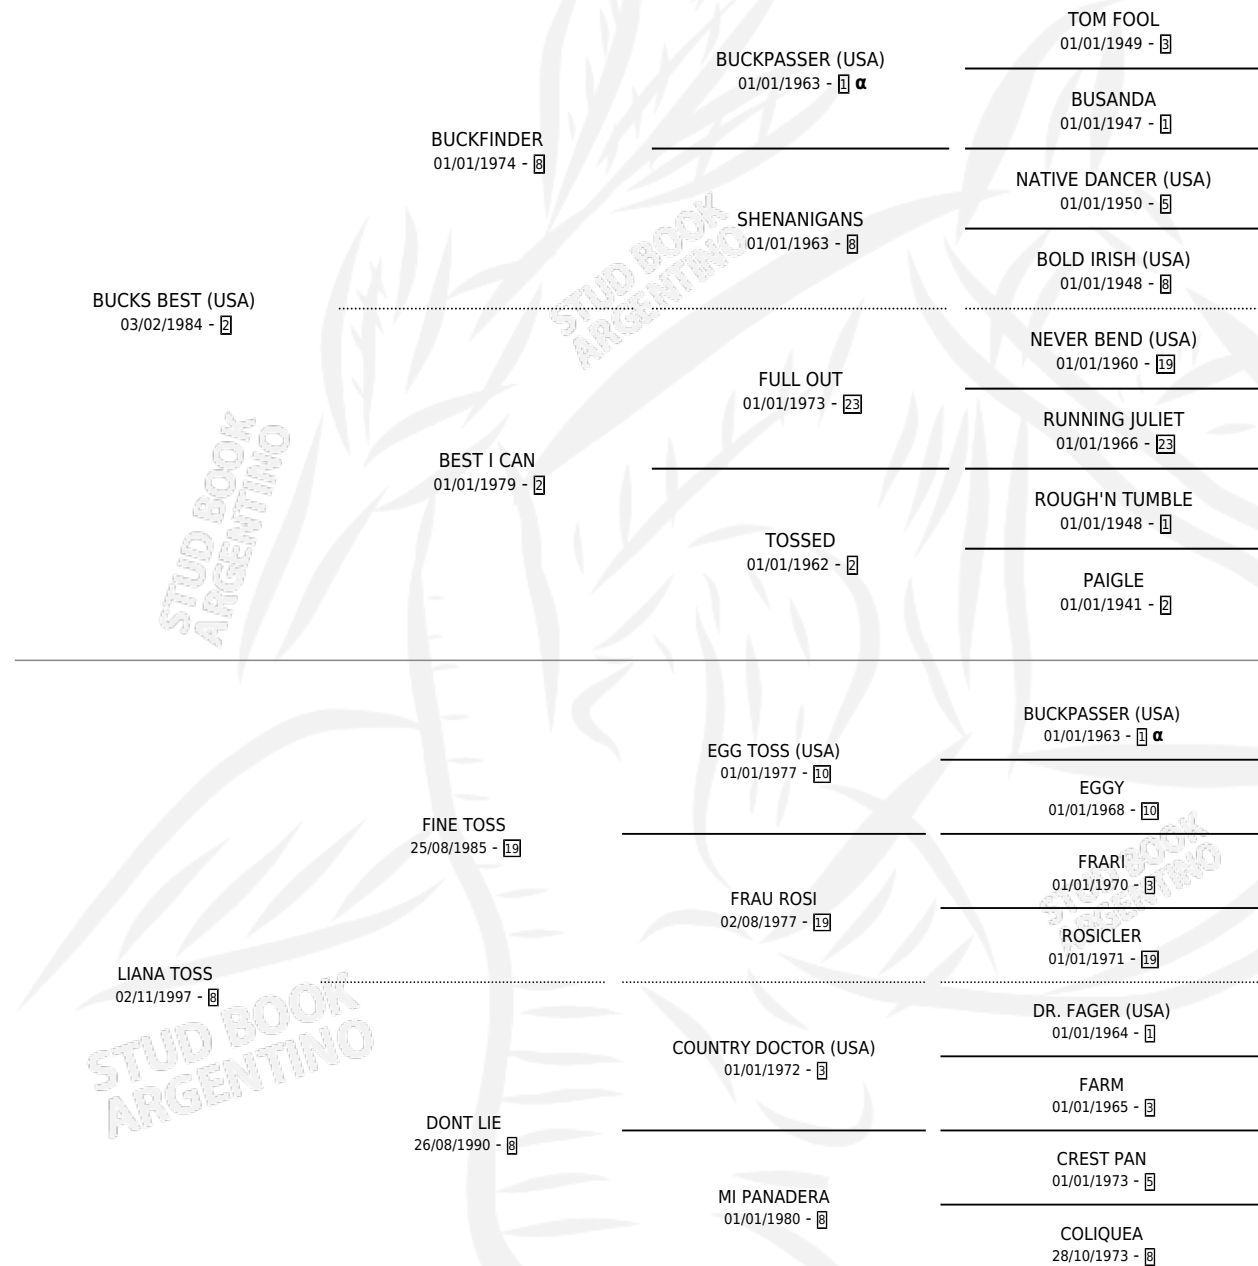 TOM FOOL
01/01/1949 - 3
BUCKPASSER (USA)
01/01/1963 - 1 α
BUSANDA
01/01/1947 - 1
BUCKFINDER
01/01/1974 - 8
NATIVE DANCER (USA)
01/01/1950 - 5
SHENANIGANS
01/01/1963 - 8
BOLD IRISH (USA)
01/01/1948 - 8
STUD BOOK
ARGENTINO
BUCKS BEST (USA)
03/02/1984 - 2
NEVER BEND (USA)
01/01/1960 - 19
FULL OUT
01/01/1973 - 23
RUNNING JULIET
01/01/1966 - 23
BEST I CAN
01/01/1979 - 2
ROUGH'N TUMBLE
01/01/1948 - 1
TOSSED
01/01/1962 - 2
PAIGLE
01/01/1941 - 2
STUD BOOK
ARGENTINO
BUCKPASSER (USA)
01/01/1963 - 1 α
EGG TOSS (USA)
01/01/1977 - 10
EGGY
01/01/1968 - 10
FINE TOSS
25/08/1985 - 19
FRARI
01/01/1970 - 3
FRAU ROSI
02/08/1977 - 19
ROSICLER
01/01/1971 - 19
STUD BOOK
ARGENTINO
LIANA TOSS
02/11/1997 - 8
DR. FAGER (USA)
01/01/1964 - 1
COUNTRY DOCTOR (USA)
01/01/1972 - 3
FARM
01/01/1965 - 3
STUD BOOK
ARGENTINO
DONT LIE
26/08/1990 - 8
CREST PAN
01/01/1973 - 5
MI PANADERA
01/01/1980 - 8
COLIQUEA
28/10/1973 - 8